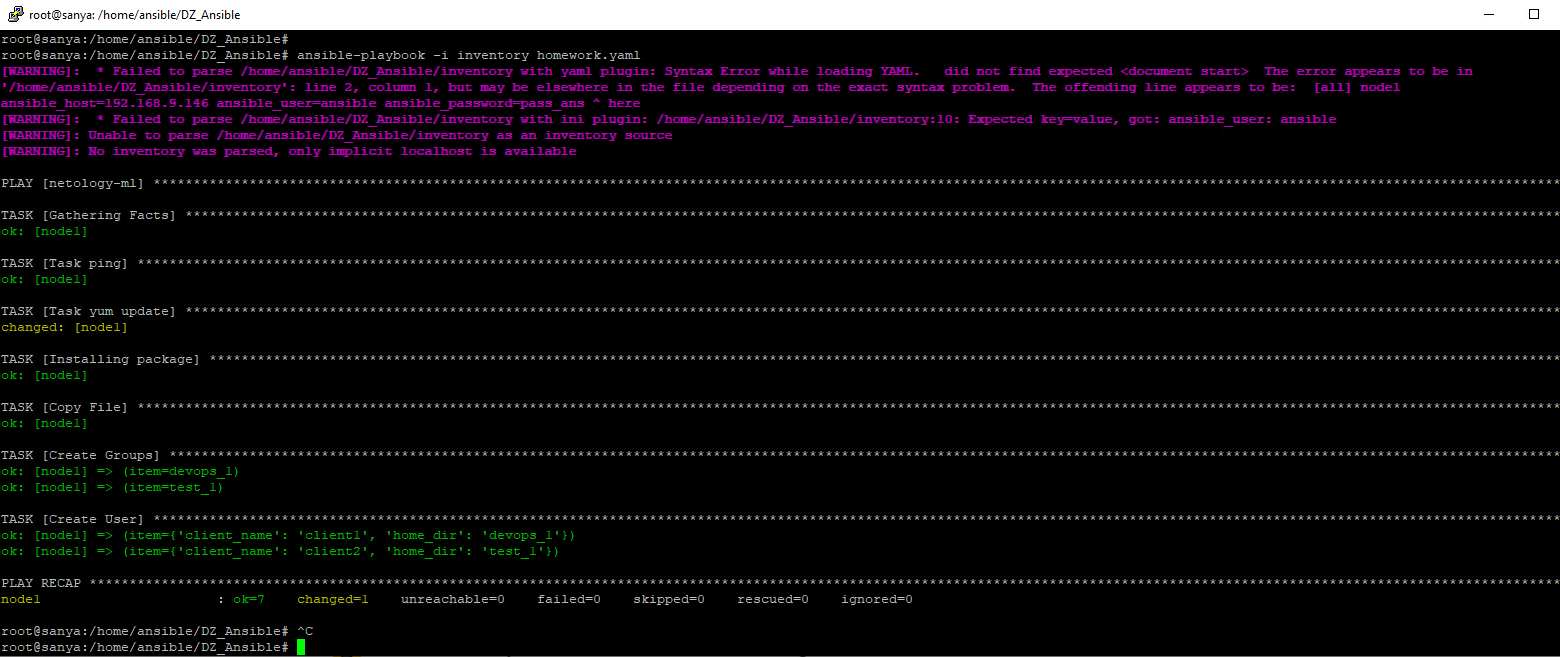 root@sanya: /home/ansible/DZ_Ansible
root@sanya:/home/ansible/DZ_Ansible#
root@sanya:/home/ansible/DZ_Ansible# ansible-playbook -i inventory homework.yaml
[WARNING]:  * Failed to parse /home/ansible/DZ_Ansible/inventory with yaml plugin: Syntax Error while loading YAML.   did not find expected <document start>  The error appears to be in
'/home/ansible/DZ_Ansible/inventory': line 2, column 1, but may be elsewhere in the file depending on the exact syntax problem.  The offending line appears to be:  [all] node1
ansible_host=192.168.9.146 ansible_user=ansible ansible_password=pass_ans ^ here
[WARNING]:  * Failed to parse /home/ansible/DZ_Ansible/inventory with ini plugin: /home/ansible/DZ_Ansible/inventory:10: Expected key=value, got: ansible_user: ansible
[WARNING]: Unable to parse /home/ansible/DZ_Ansible/inventory as an inventory source
[WARNING]: No inventory was parsed, only implicit localhost is available
PLAY [netology-ml] ********************************************************************************************************************************************************************************
TASK [Gathering Facts] ****************************************************************************************************************************************************************************
ok: [node1]
TASK [Task ping] **********************************************************************************************************************************************************************************
ok: [node1]
TASK [Task yum update] ****************************************************************************************************************************************************************************
changed: [node1]
TASK [Installing package] *************************************************************************************************************************************************************************
ok: [node1]
TASK [Copy File] **********************************************************************************************************************************************************************************
ok: [node1]
TASK [Create Groups] ******************************************************************************************************************************************************************************
ok: [node1] => (item=devops_1)
ok: [node1] => (item=test_1)
TASK [Create User] ********************************************************************************************************************************************************************************
ok: [node1] => (item={'client_name': 'client1', 'home_dir': 'devops_1'})
ok: [node1] => (item={'client_name': 'client2', 'home_dir': 'test_1'})
PLAY RECAP ****************************************************************************************************************************************************************************************
node1                      : ok=7    changed=1    unreachable=0    failed=0    skipped=0    rescued=0    ignored=0
root@sanya:/home/ansible/DZ_Ansible# ^C
root@sanya:/home/ansible/DZ_Ansible#